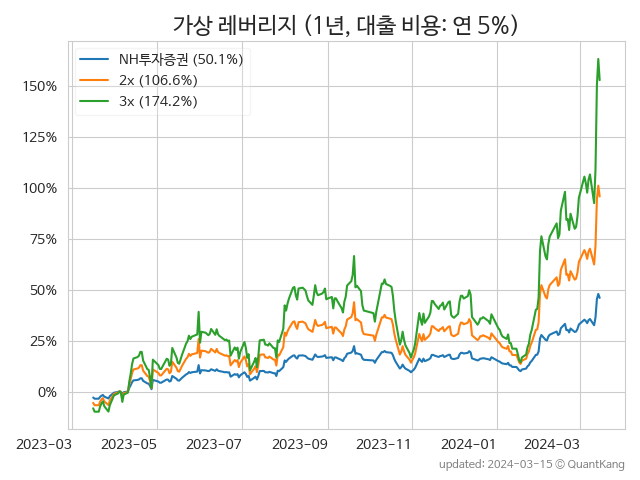 가상 레버리지 (1년, 대출 비용: 연 5%)
NH투자증권 (50.1%)
2x (106.6%)
3x (174.2%)
150%
125%
100%
75%
50%
25%
0%
2023-03 2023-05 2023-07 2023-09 2023-11 2024-01 2024-03
updated: 2024-03-15 © QuantKang